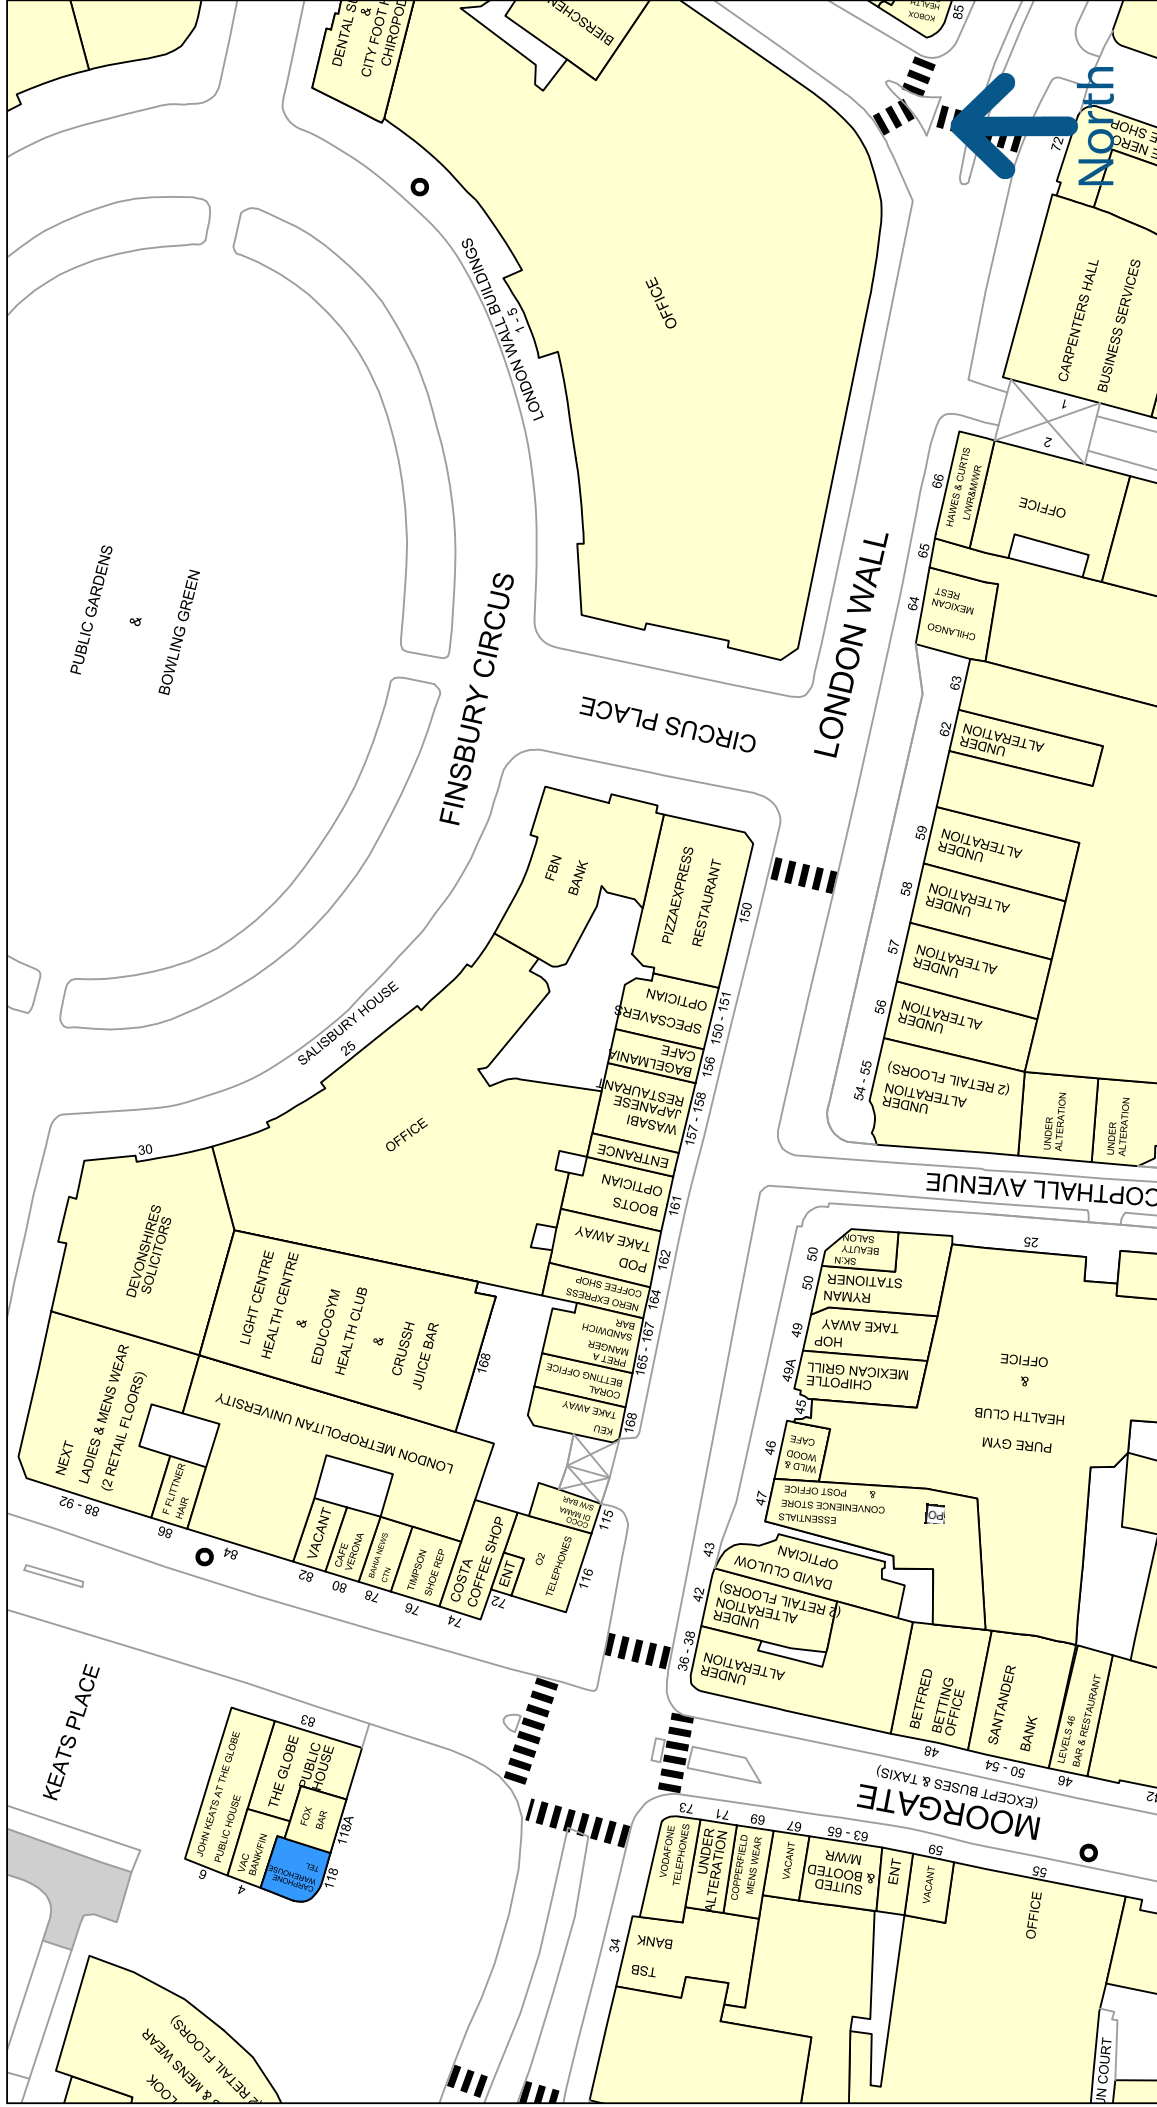 DENTAL
&
CITY FOOT
CHIROPOD
BIERSCHEN
KOBOX
HEALTH
85
North
72
NERO
SHOP
LONDON WALL BUILDINGS
1 - 5
OFFICE
CARPENTERS HALL
BUSINESS SERVICES
1
2
PUBLIC GARDENS
&
BOWLING GREEN
FINSBURY CIRCUS
CIRCUS PLACE
LONDON WALL
66
HAWES & CURTIS
L/WR&M/WR
OFFICE
65
64
CHILANGO
MEXICAN
REST
63
62
UNDER
ALTERATION
59
UNDER
ALTERATION
58
UNDER
ALTERATION
57
UNDER
ALTERATION
56
UNDER
ALTERATION
54 - 55
UNDER
ALTERATION
(2 RETAIL FLOORS)
UNDER
ALTERATION
UNDER
ALTERATION
FBN
BANK
PIZZAEXPRESS
RESTAURANT
150
SPECSAVERS
OPTICIAN
150 - 151
BAGELMANIA
CAFE
156
WASABI
JAPANESE
RESTAURANT
157 - 158
ENTRANCE
BOOTS
OPTICIAN
161
POD
TAKE AWAY
162
NERO EXPRESS
COFFEE SHOP
164
PRET A
MANGER
SANDWICH
BAR
165 - 167
CORAL
BETTING OFFICE
KEU
TAKE AWAY
168
SALISBURY HOUSE
25
OFFICE
30
DEVONSHIRES
SOLICITORS
LIGHT CENTRE
HEALTH CENTRE
&
EDUCOGYM
HEALTH CLUB
&
CRUSSH
JUICE BAR
168
LONDON METROPOLITAN UNIVERSITY
NEXT
LADIES & MENS WEAR
(2 RETAIL FLOORS)
88 - 92
F FLITTNER
HAIR
86
84
VACANT
82
CAFE
VERONA
80
BAHIA NEWS
CTN
78
TIMPSON
SHOE REP
76
COSTA
COFFEE SHOP
74
ENT
72
O2
TELEPHONES
116
COCO
DI MAMA
S/W BAR
115
COPTHALL AVENUE
25
50
SK:N
BEAUTY
SALON
50
RYMAN
STATIONER
49
HOP
TAKE AWAY
49A
CHIPOTLE
MEXICAN GRILL
45
46
WILD &
WOOD
CAFE
47
ESSENTIALS
CONVENIENCE STORE
&
POST OFFICE
PO
PURE GYM
HEALTH CLUB
&
OFFICE
43
DAVID CLULOW
OPTICIAN
42
UNDER
ALTERATION
(2 RETAIL FLOORS)
36 - 38
UNDER
ALTERATION
BETFRED
BETTING
OFFICE
48
SANTANDER
BANK
50 - 54
LEVELS 46
BAR & RESTAURANT
46
42
MOORGATE
(EXCEPT BUSES & TAXIS)
KEATS PLACE
JOHN KEATS AT THE GLOBE
PUBLIC HOUSE
6
THE GLOBE
PUBLIC
HOUSE
83
VAC
BANK/FIN
4
FOX
BAR
118A
CARPHONE
WAREHOUSE
TEL
118
73
VODAFONE
TELEPHONES
71
UNDER
ALTERATION
69
COPPERFIELD
MENS WEAR
67
VACANT
63 - 65
SUITED
& BOOTED
M/WR
ENT
59
VACANT
55
OFFICE
34
TSB
BANK
LOOK
& MENS WEAR
(2 RETAIL FLOORS)
UN COURT